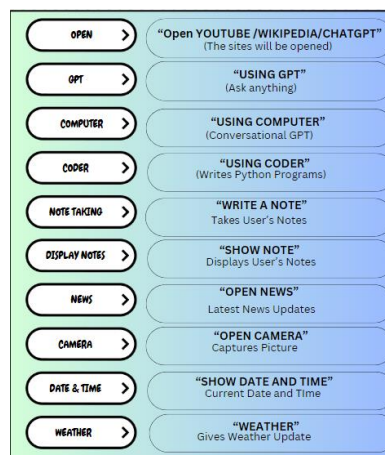 OPEN
“Open YOUTUBE /WIKIPEDIA/CHATGPT”
(The sites will be opened)
GPT
“USING GPT”
(Ask anything)
COMPUTER
“USING COMPUTER”
(Conversational GPT)
CODER
“USING CODER”
(Writes Python Programs)
NOTE TAKING
“WRITE A NOTE”
Takes User’s Notes
DISPLAY NOTES
“SHOW NOTE”
Displays User’s Notes
NEWS
“OPEN NEWS”
Latest News Updates
CAMERA
“OPEN CAMERA”
Captures Picture
DATE & TIME
“SHOW DATE AND TIME”
Current Date and Time
WEATHER
“WEATHER”
Gives Weather Update